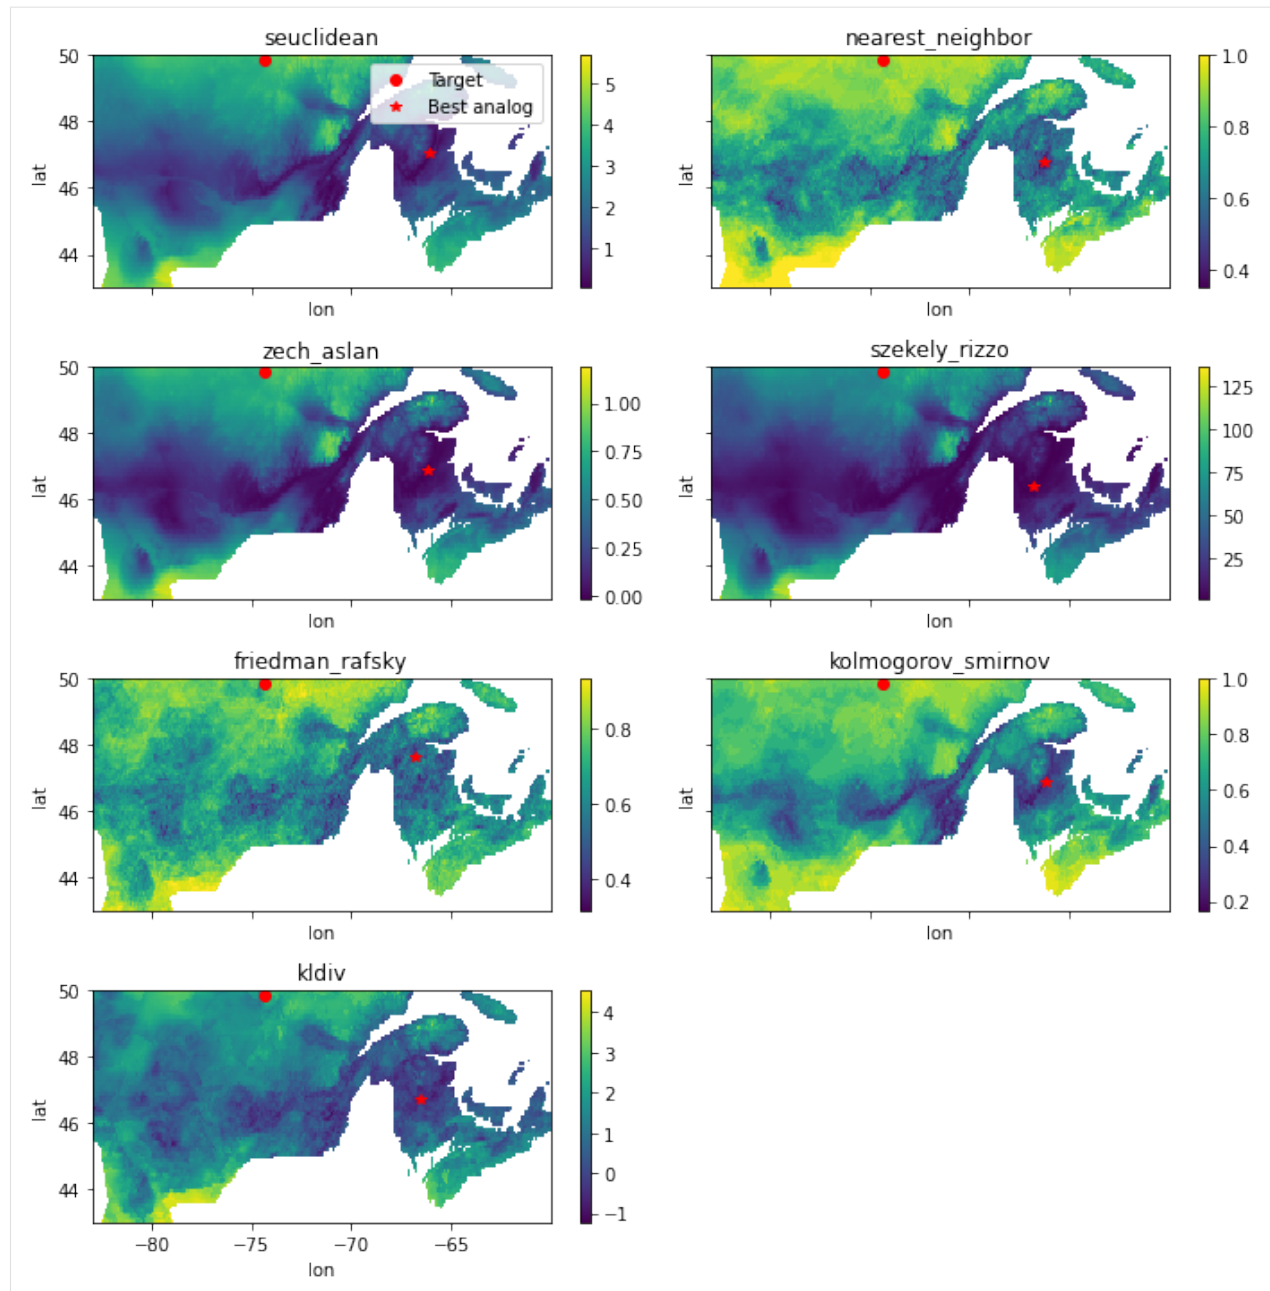 seuclidean
50
48
46
44
lat
lon
Target
Best analog
5
4
3
2
1
nearest_neighbor
lat
lon
1.0
0.8
0.6
0.4
zech_aslan
50
48
46
44
lat
lon
1.00
0.75
0.50
0.25
0.00
szekely_rizzo
lat
lon
125
100
75
50
25
friedman_rafsky
50
48
46
44
lat
lon
0.8
0.6
0.4
kolmogorov_smirnov
lat
lon
1.0
0.8
0.6
0.4
0.2
kldiv
50
48
46
44
lat
−80 −75 −70 −65
lon
4
3
2
1
0
−1